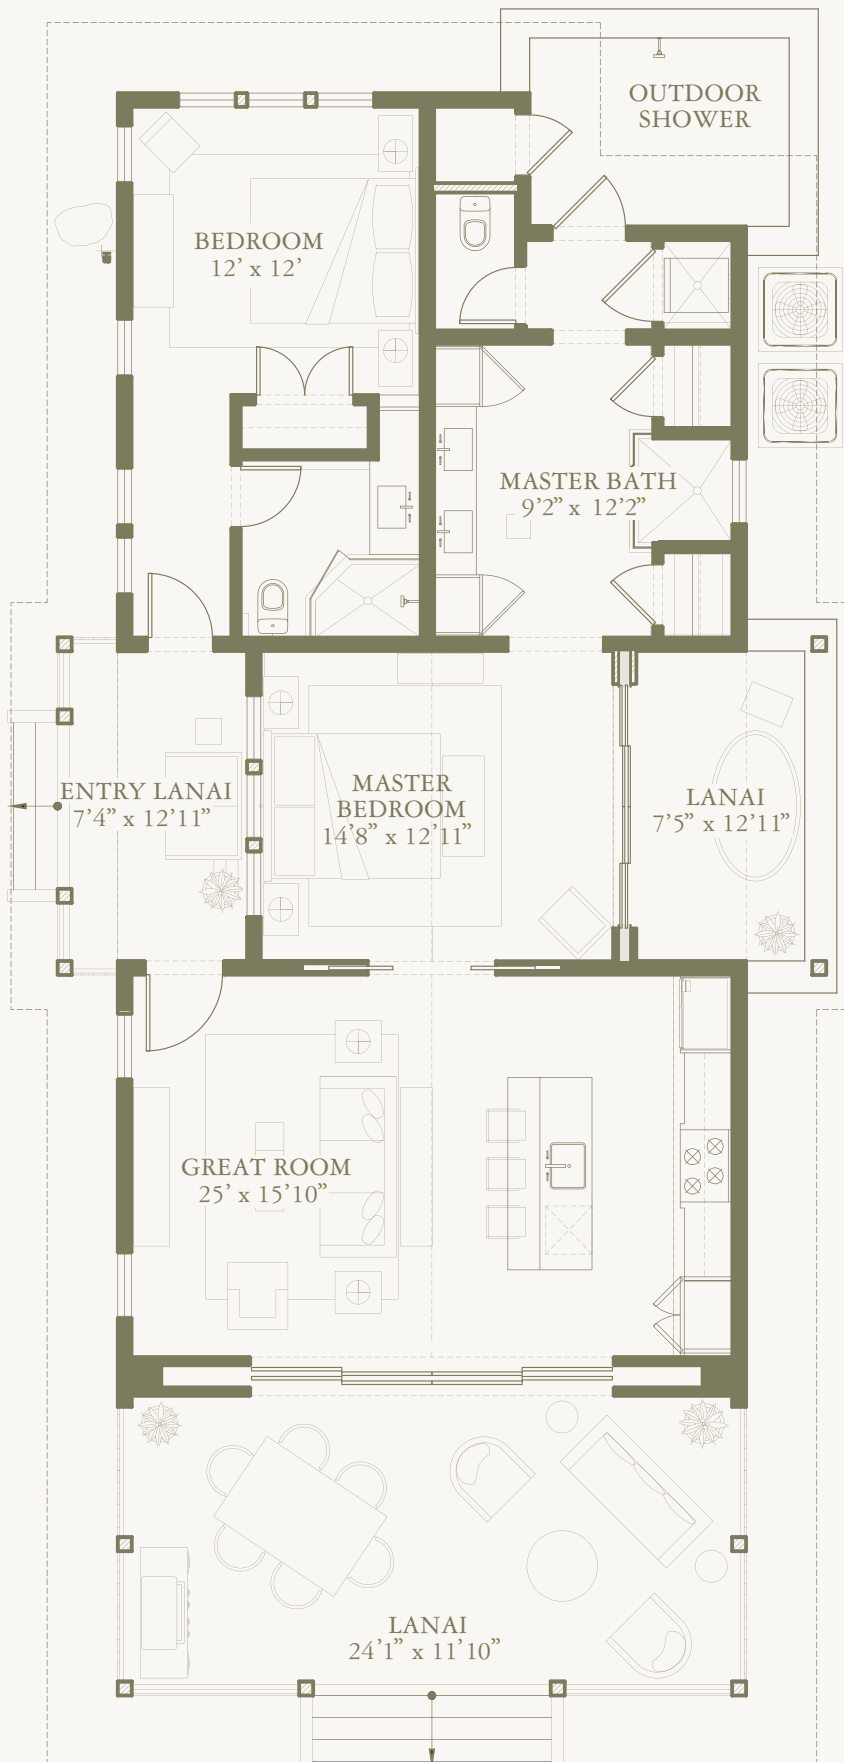 OUTDOOR
SHOWER
BEDROOM
12’ x 12’
MASTER BATH
9’2” x 12’2”
ENTRY LANAI
7’4” x 12’11”
MASTER
BEDROOM
14’8” x 12’11”
LANAI
7’5” x 12’11”
GREAT ROOM
25’ x 15’10”
LANAI
24’1” x 11’10”